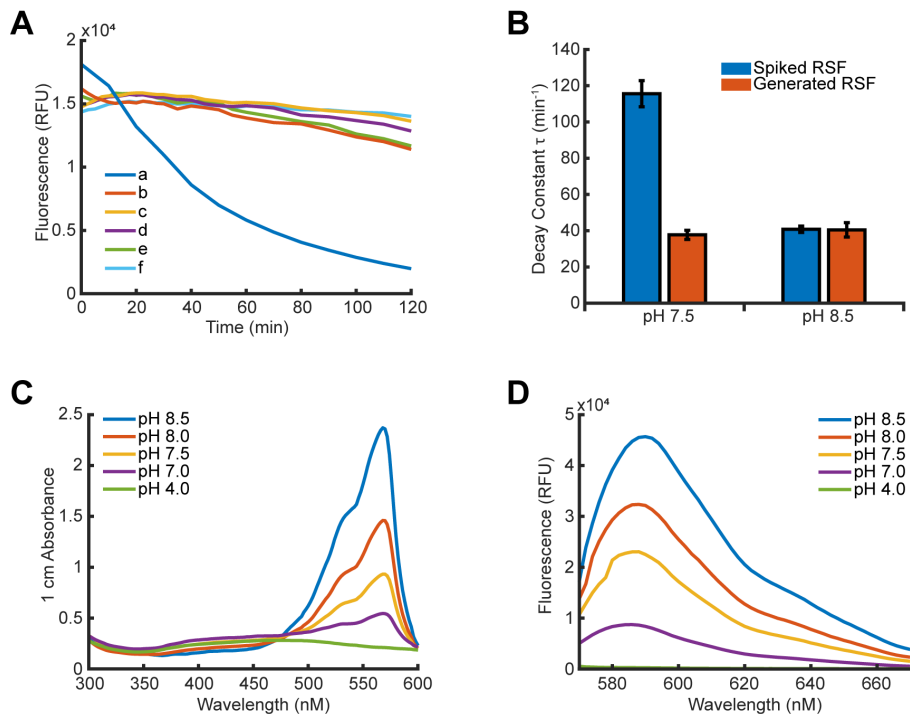 A
x10⁴
2
1.5
1
0.5
0
Fluorescence (RFU)
a
b
c
d
e
f
0 20 40 60 80 100 120
Time (min)
B
140
120
100
80
60
40
20
0
Decay Constant τ (min⁻¹)
Spiked RSF
Generated RSF
pH 7.5 pH 8.5
C
2.5
2
1.5
1
0.5
0
1 cm Absorbance
pH 8.5
pH 8.0
pH 7.5
pH 7.0
pH 4.0
300 350 400 450 500 550 600
Wavelength (nM)
D
x10⁴
5
4
3
2
1
0
Fluorescence (RFU)
pH 8.5
pH 8.0
pH 7.5
pH 7.0
pH 4.0
580 600 620 640 660
Wavelength (nM)